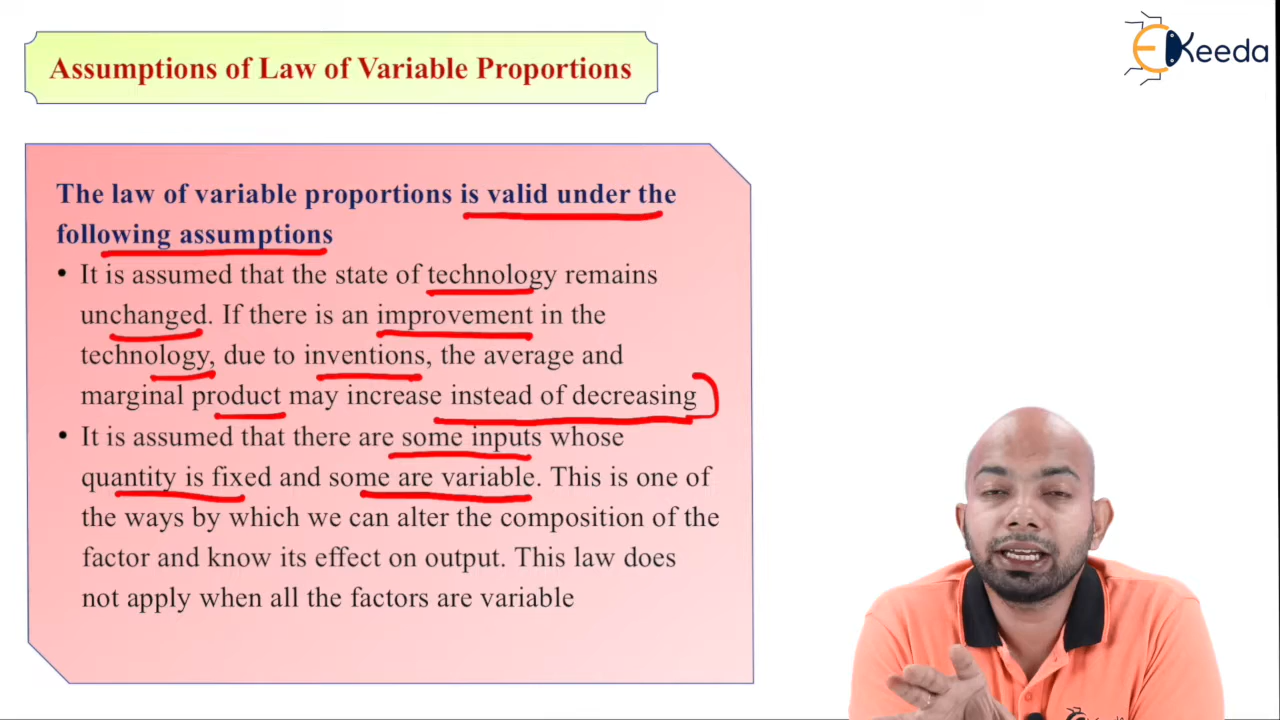 Assumptions of Law of Variable Proportions
Keeda
The law of variable proportions is valid under the
following assumptions
• It is assumed that the state of technology remains
unchanged. If there is an improvement in the
technology, due to inventions, the average and
marginal product may increase instead of decreasing
• It is assumed that there are some inputs whose
quantity is fixed and some are variable. This is one of
the ways by which we can alter the composition of the
factor and know its effect on output. This law does
not apply when all the factors are variable